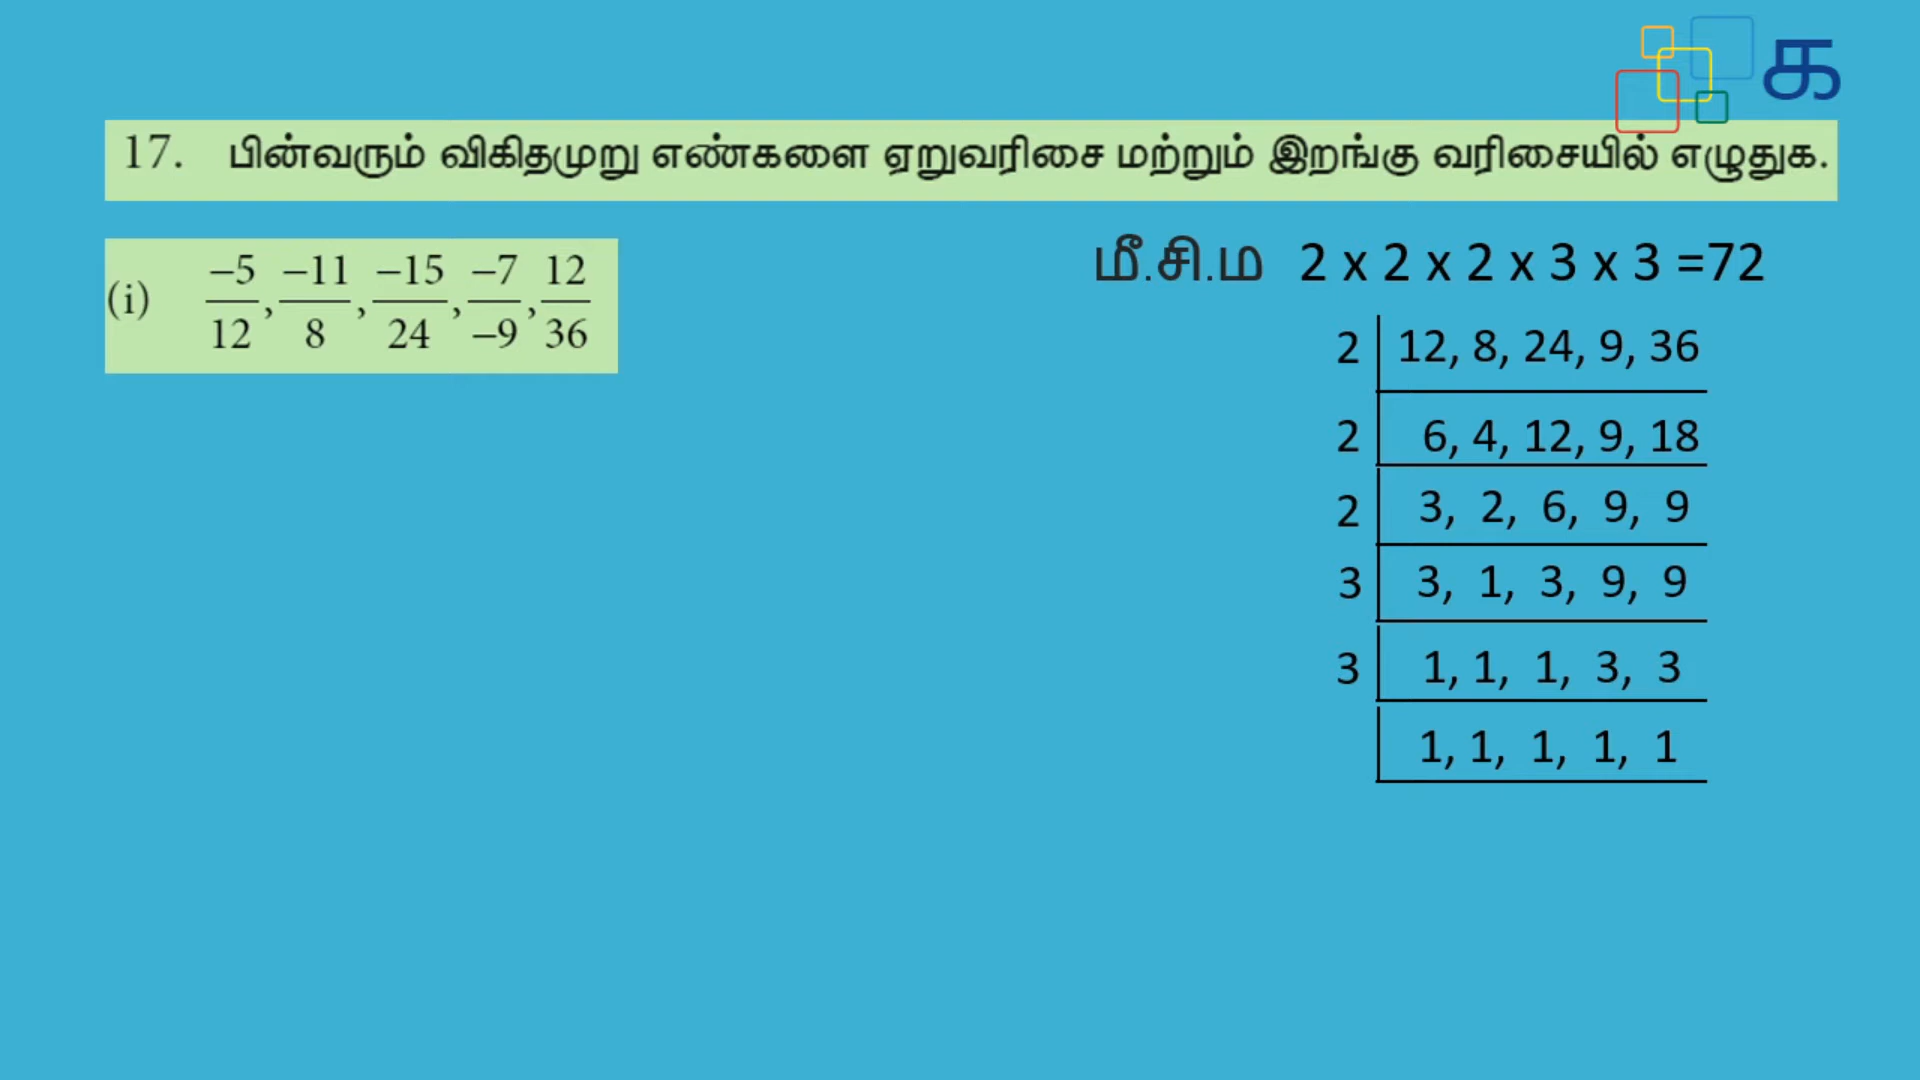 க
17. பின்வரும் விகிதமுறு எண்களை ஏறுவரிசை மற்றும் இறங்கு வரிசையில் எழுதுக.
(i) −5/12, −11/8, −15/24, −7/−9, 12/36
மீ.சி.ம 2 x 2 x 2 x 3 x 3 =72
2 12, 8, 24, 9, 36
2 6, 4, 12, 9, 18
2 3, 2, 6, 9, 9
3 3, 1, 3, 9, 9
3 1, 1, 1, 3, 3
1, 1, 1, 1, 1